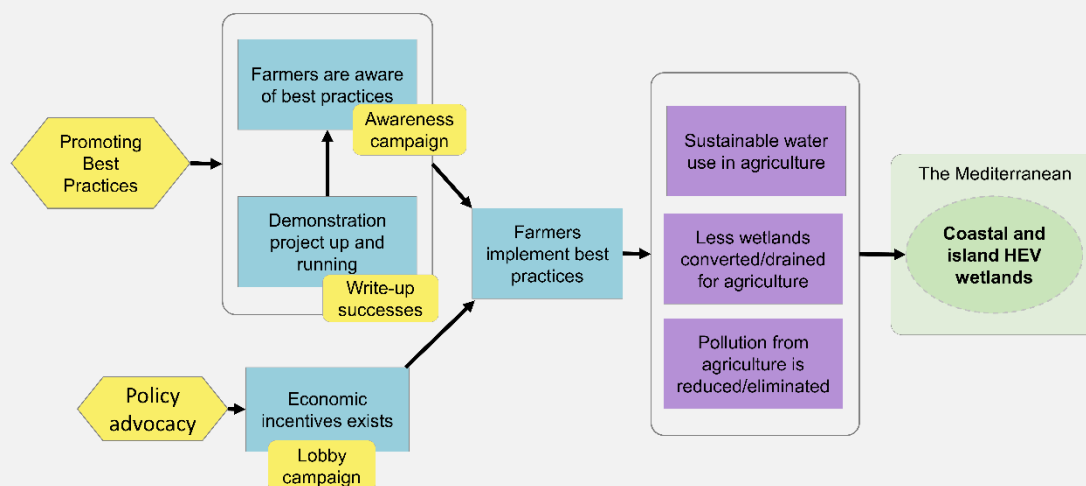 Promoting
Best
Practices
Farmers are aware
of best practices
Awareness
campaign
Demonstration
project up and
running
Write-up
successes
Policy
advocacy
Economic
incentives exists
Lobby
campaign
Farmers
implement best
practices
Sustainable water
use in agriculture
Less wetlands
converted/drained
for agriculture
Pollution from
agriculture is
reduced/eliminated
The Mediterranean
Coastal and
island HEV
wetlands